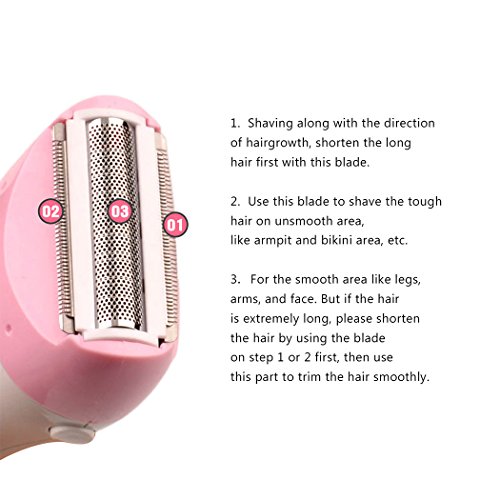 1. Shaving along with the direction
of hairgrowth, shorten the long
hair first with this blade.
2. Use this blade to shave the tough
hair on unsmooth area,
like armpit and bikini area, etc.
3. For the smooth area like legs,
arms, and face. But if the hair
is extremely long, please shorten
the hair by using the blade
on step 1 or 2 first, then use
this part to trim the hair smoothly.
02
03
01